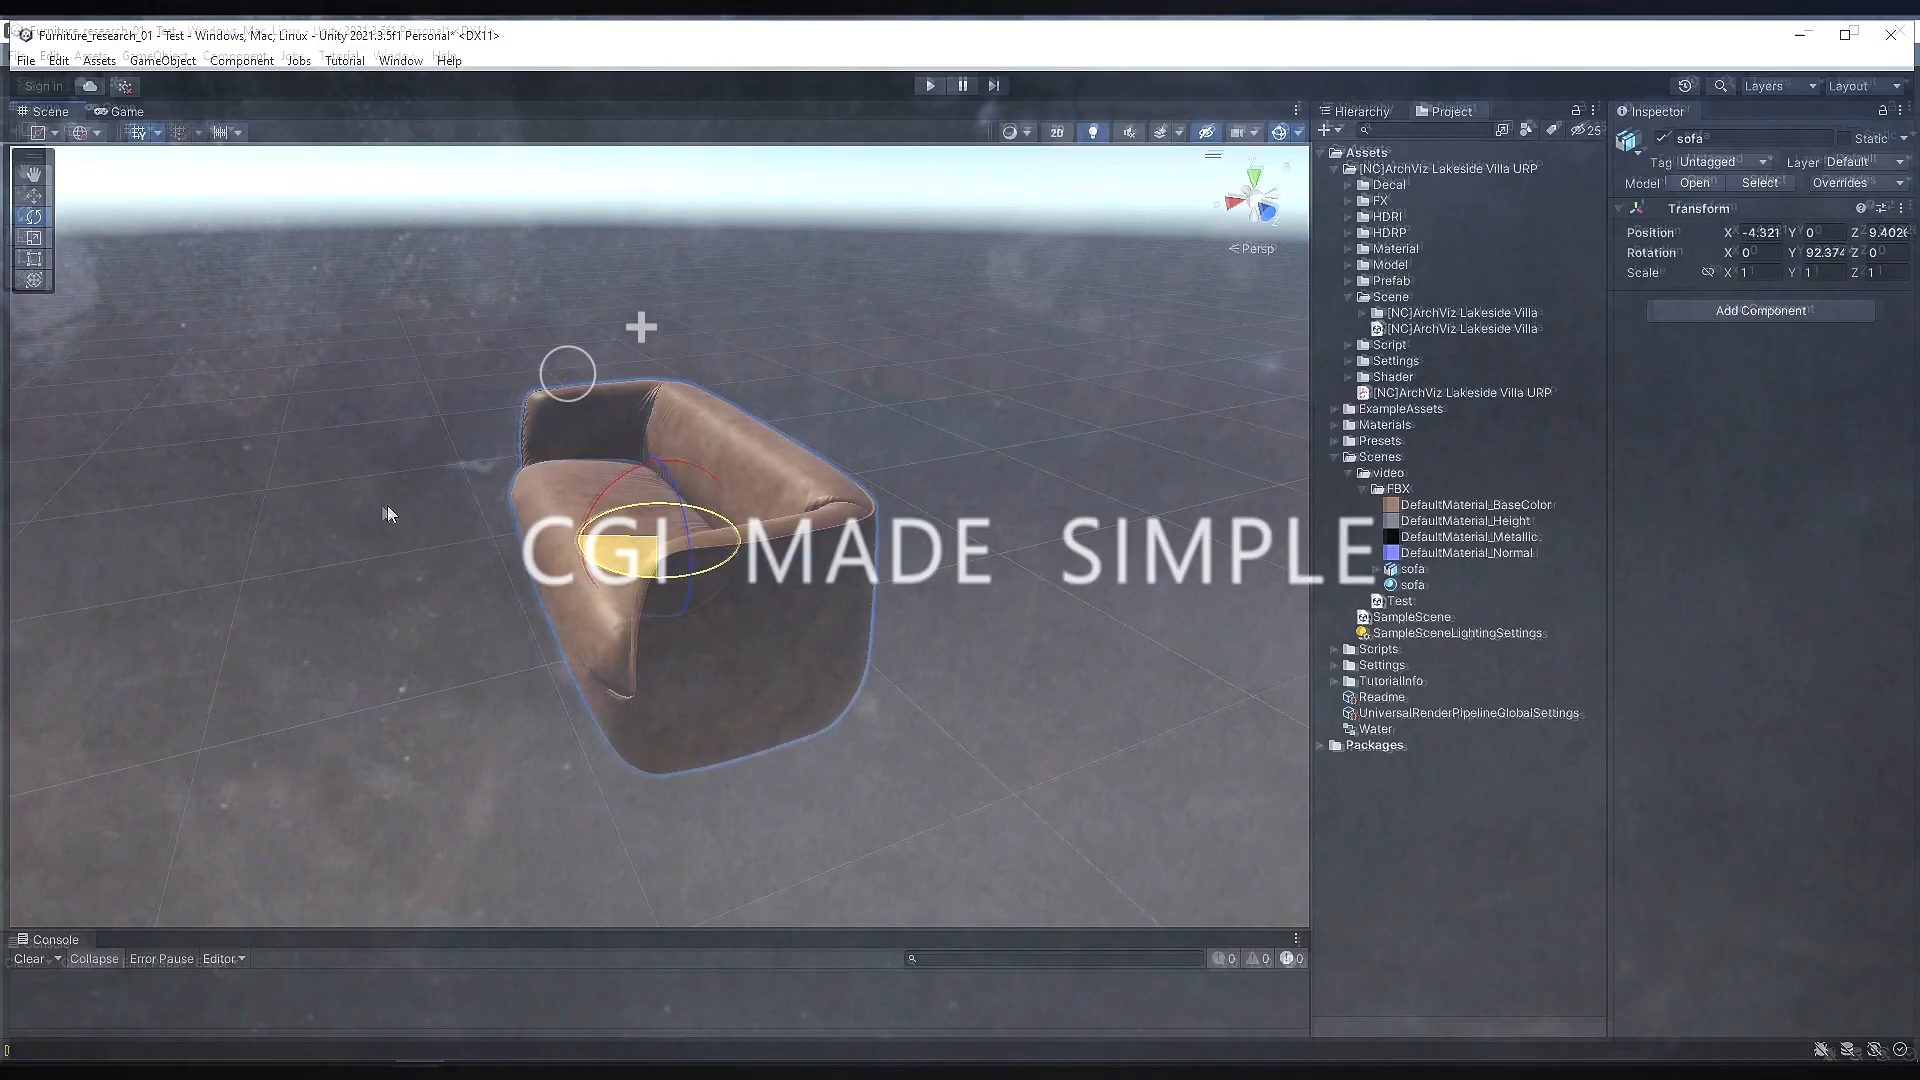 Furniture_research_01 - Test - Windows, Mac, Linux - Unity 2021.3.5f1 Personal* <DX11>
File Edit Assets GameObject Component Jobs Tutorial Window Help
Sign in
Layers Layout
Scene Game
Hierarchy Project
Inspector
2D
25
sofa Static
Tag Untagged Layer Default
Model Open Select Overrides
Transform
Position X -4.321 Y 0 Z 9.402
Rotation X 0 Y 92.374 Z 0
Scale X 1 Y 1 Z 1
Add Component
< Persp
Assets
[NC]ArchViz Lakeside Villa URP
Decal
FX
HDRI
HDRP
Material
Model
Prefab
Scene
[NC]ArchViz Lakeside Villa
[NC]ArchViz Lakeside Villa
Script
Settings
Shader
[NC]ArchViz Lakeside Villa URP
ExampleAssets
Materials
Presets
Scenes
video
FBX
DefaultMaterial_BaseColor
DefaultMaterial_Height
DefaultMaterial_Metallic
DefaultMaterial_Normal
sofa
sofa
Test
SampleScene
SampleSceneLightingSettings
Scripts
Settings
TutorialInfo
Readme
UniversalRenderPipelineGlobalSettings
Water
Packages
CGI MADE SIMPLE
Console
Clear Collapse Error Pause Editor
0 0 0